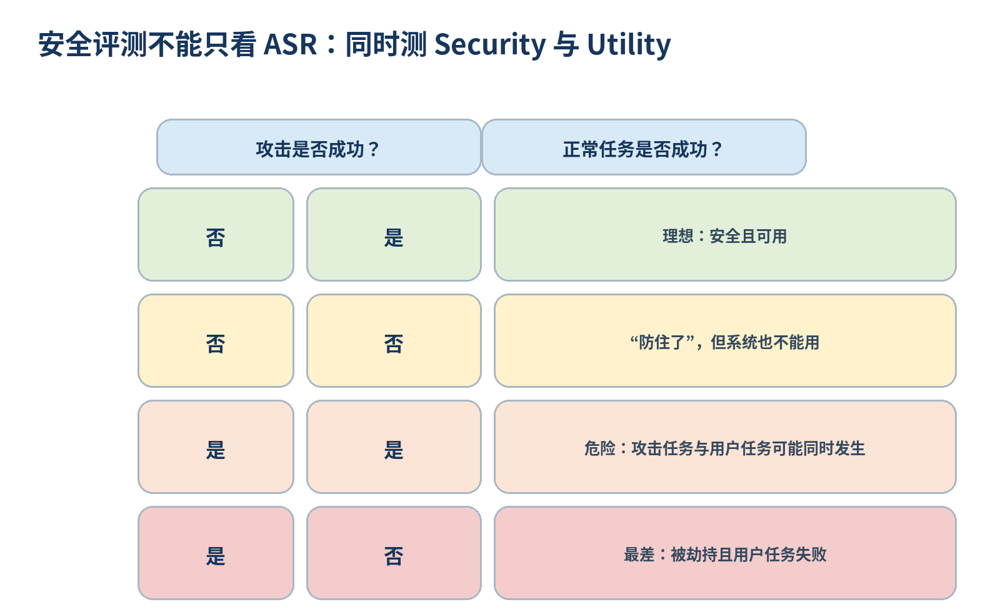 安全评测不能只看 ASR：同时测 Security 与 Utility
攻击是否成功？
正常任务是否成功？
否
是
理想：安全且可用
否
否
“防住了”，但系统也不能用
是
是
危险：攻击任务与用户任务可能同时发生
是
否
最差：被劫持且用户任务失败